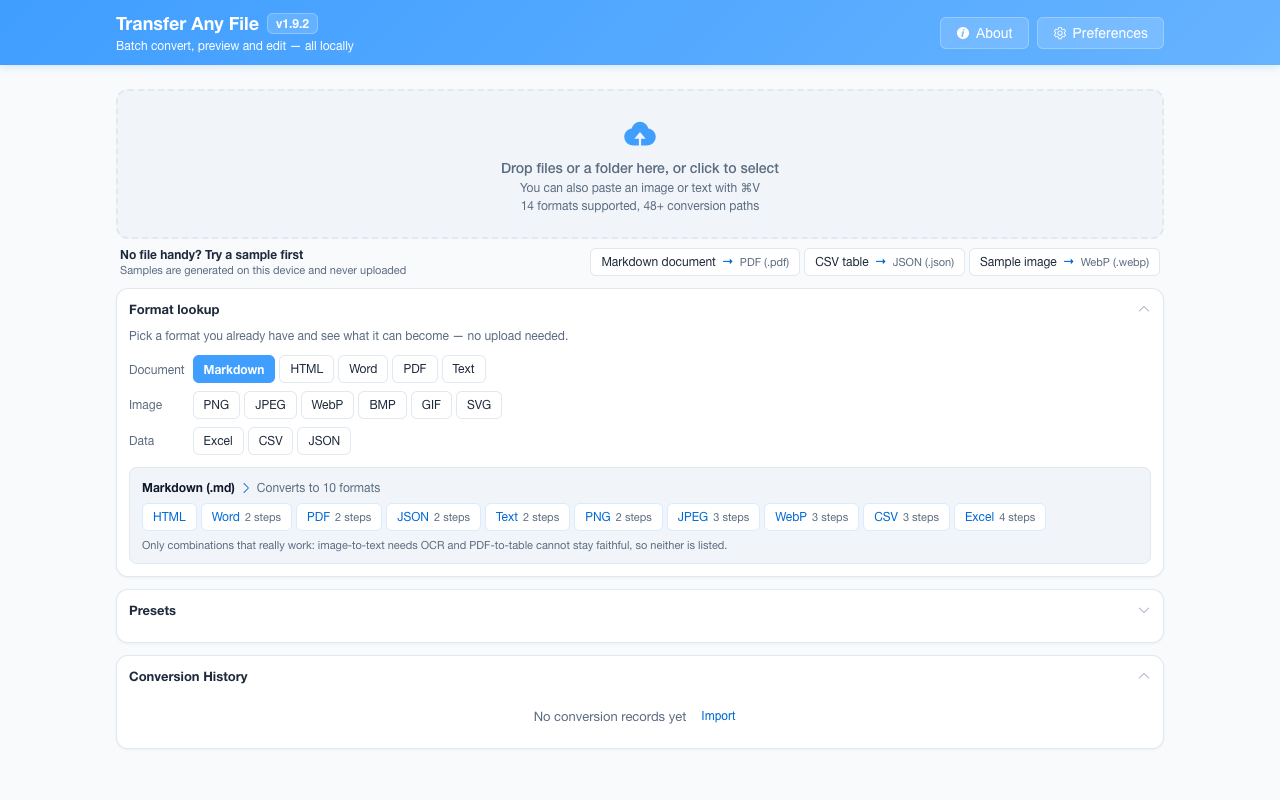 Transfer Any File v1.9.2
Batch convert, preview and edit — all locally
About
Preferences
Drop files or a folder here, or click to select
You can also paste an image or text with ⌘V
14 formats supported, 48+ conversion paths
No file handy? Try a sample first
Samples are generated on this device and never uploaded
Markdown document → PDF (.pdf)
CSV table → JSON (.json)
Sample image → WebP (.webp)
Format lookup
Pick a format you already have and see what it can become — no upload needed.
Document Markdown HTML Word PDF Text
Image PNG JPEG WebP BMP GIF SVG
Data Excel CSV JSON
Markdown (.md) > Converts to 10 formats
HTML Word 2 steps PDF 2 steps JSON 2 steps Text 2 steps PNG 2 steps JPEG 3 steps WebP 3 steps CSV 3 steps Excel 4 steps
Only combinations that really work: image-to-text needs OCR and PDF-to-table cannot stay faithful, so neither is listed.
Presets
Conversion History
No conversion records yet Import